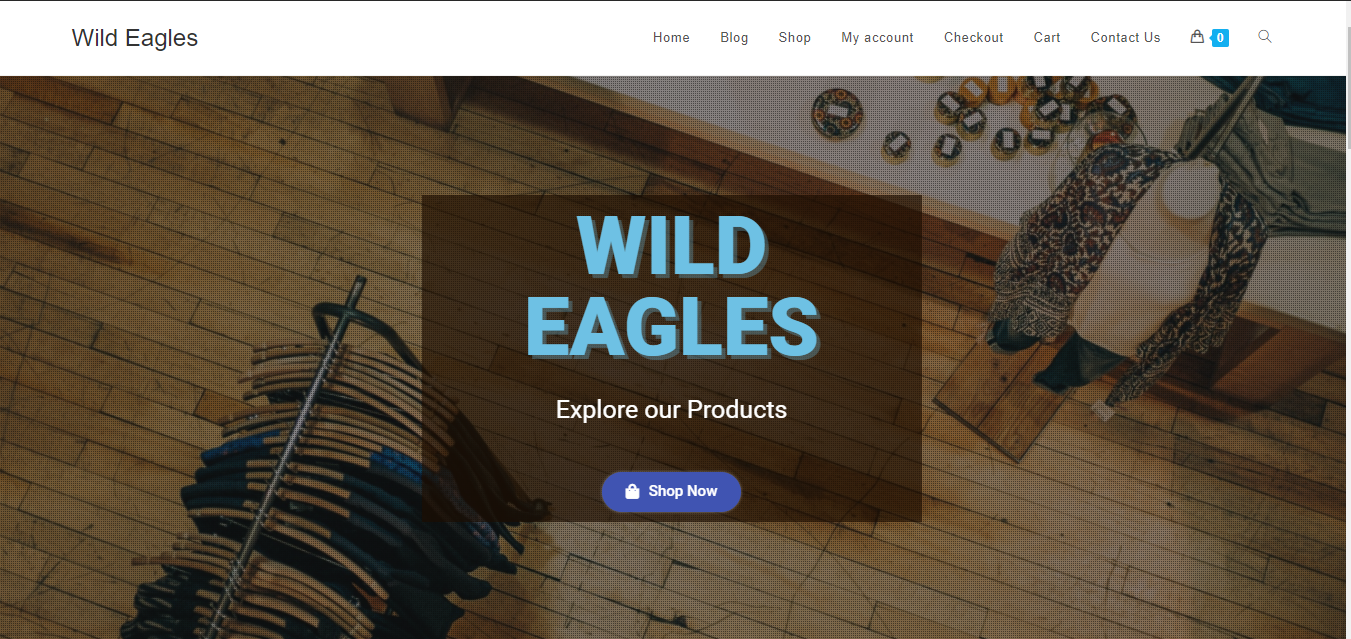 Wild Eagles
Home Blog Shop My account Checkout Cart Contact Us 0
WILD
EAGLES
Explore our Products
Shop Now